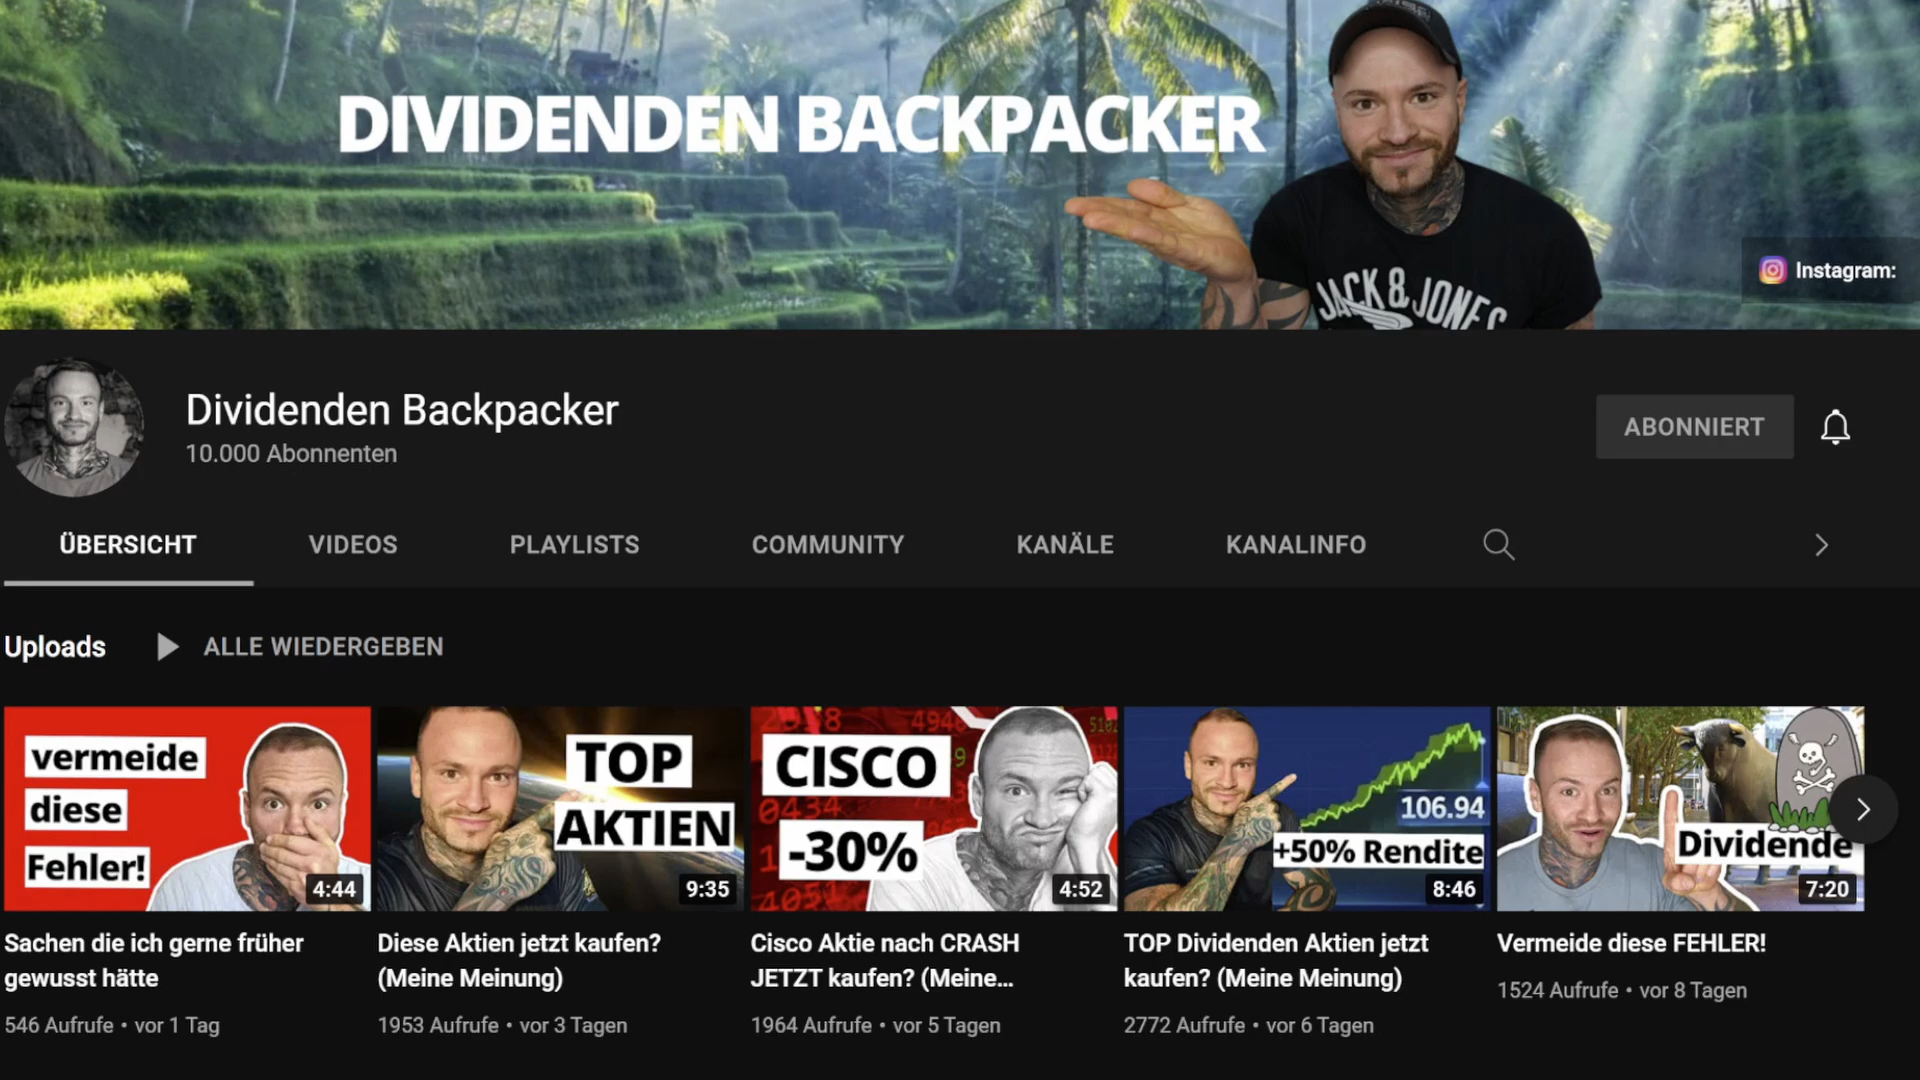 DIVIDENDEN BACKPACKER
JACK & JONES
Instagram:
Dividenden Backpacker
10.000 Abonnenten
ABONNIERT
ÜBERSICHT
VIDEOS
PLAYLISTS
COMMUNITY
KANÄLE
KANALINFO
Uploads
ALLE WIEDERGEBEN
vermeide
diese
Fehler!
4:44
TOP
AKTIEN
9:35
CISCO
-30%
4:52
106.94
+50% Rendite
8:46
Dividende
7:20
Sachen die ich gerne früher
gewusst hätte
546 Aufrufe • vor 1 Tag
Diese Aktien jetzt kaufen?
(Meine Meinung)
1953 Aufrufe • vor 3 Tagen
Cisco Aktie nach CRASH
JETZT kaufen? (Meine...
1964 Aufrufe • vor 5 Tagen
TOP Dividenden Aktien jetzt
kaufen? (Meine Meinung)
2772 Aufrufe • vor 6 Tagen
Vermeide diese FEHLER!
1524 Aufrufe • vor 8 Tagen